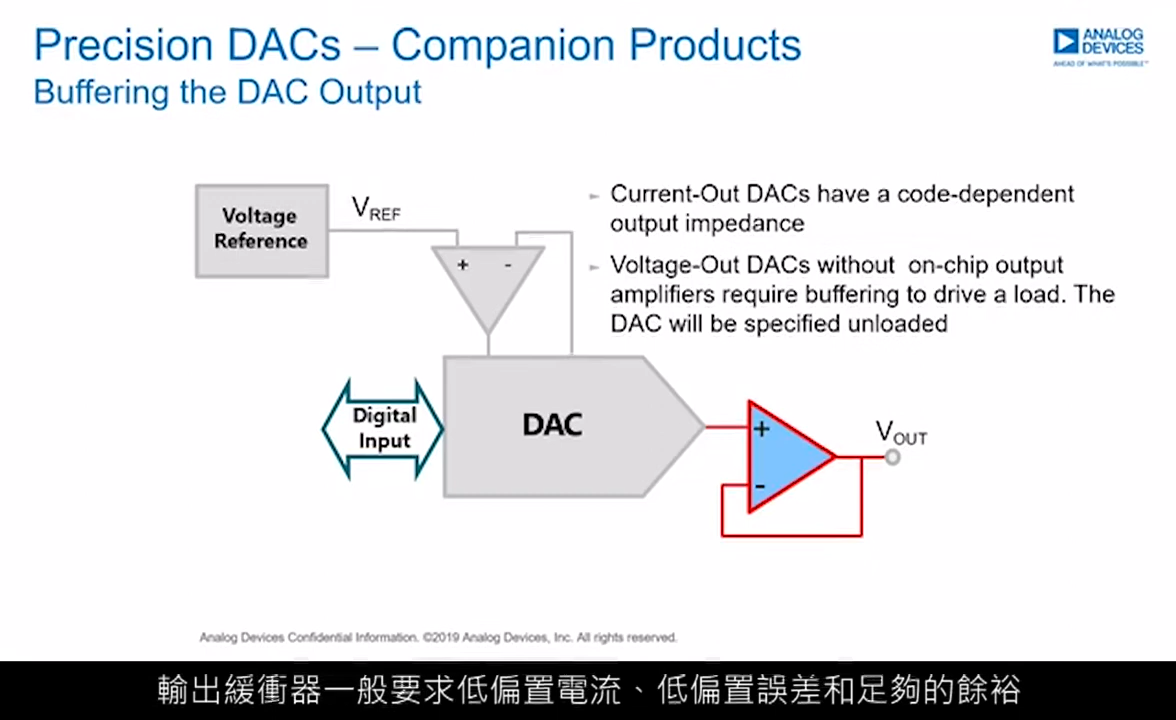 Precision DACs – Companion Products
Buffering the DAC Output
ANALOG
DEVICES
AHEAD OF WHAT'S POSSIBLE™
Voltage
Reference
VREF
+ -
► Current-Out DACs have a code-dependent
output impedance
► Voltage-Out DACs without on-chip output
amplifiers require buffering to drive a load. The
DAC will be specified unloaded
Digital
Input
DAC
+
-
VOUT
Analog Devices Confidential Information. ©2019 Analog Devices, Inc. All rights reserved.
輸出緩衝器一般要求低偏置電流、低偏置誤差和足夠的餘裕